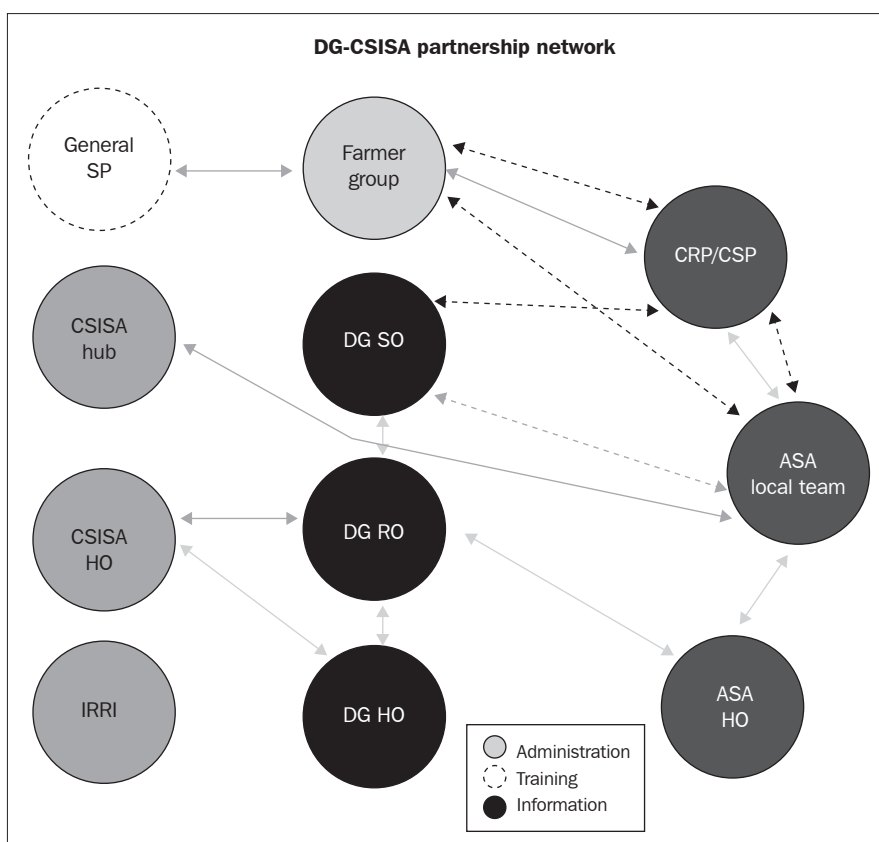 DG-CSISA partnership network
General
SP
Farmer
group
CRP/CSP
CSISA
hub
DG SO
ASA
local team
CSISA
HO
DG RO
IRRI
DG HO
ASA
HO
Administration
Training
Information